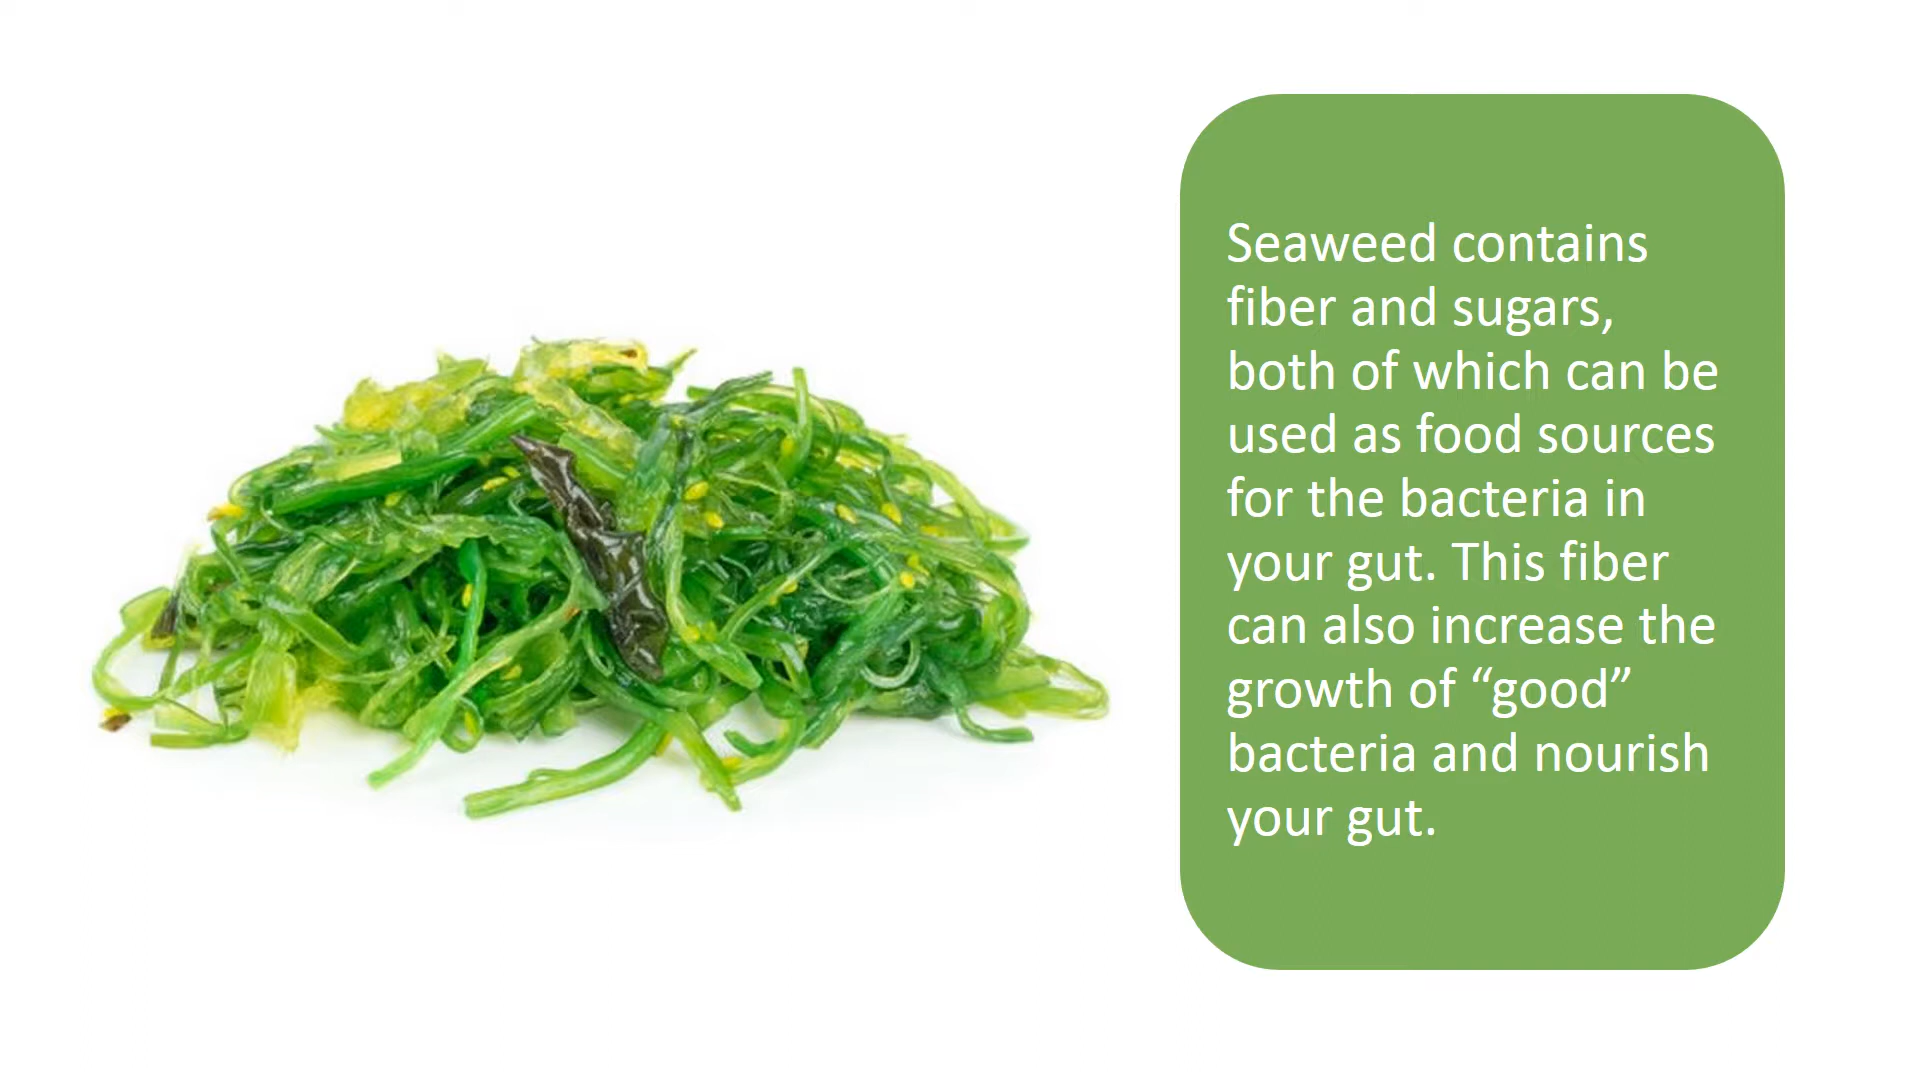 Seaweed contains
fiber and sugars,
both of which can be
used as food sources
for the bacteria in
your gut. This fiber
can also increase the
growth of “good”
bacteria and nourish
your gut.